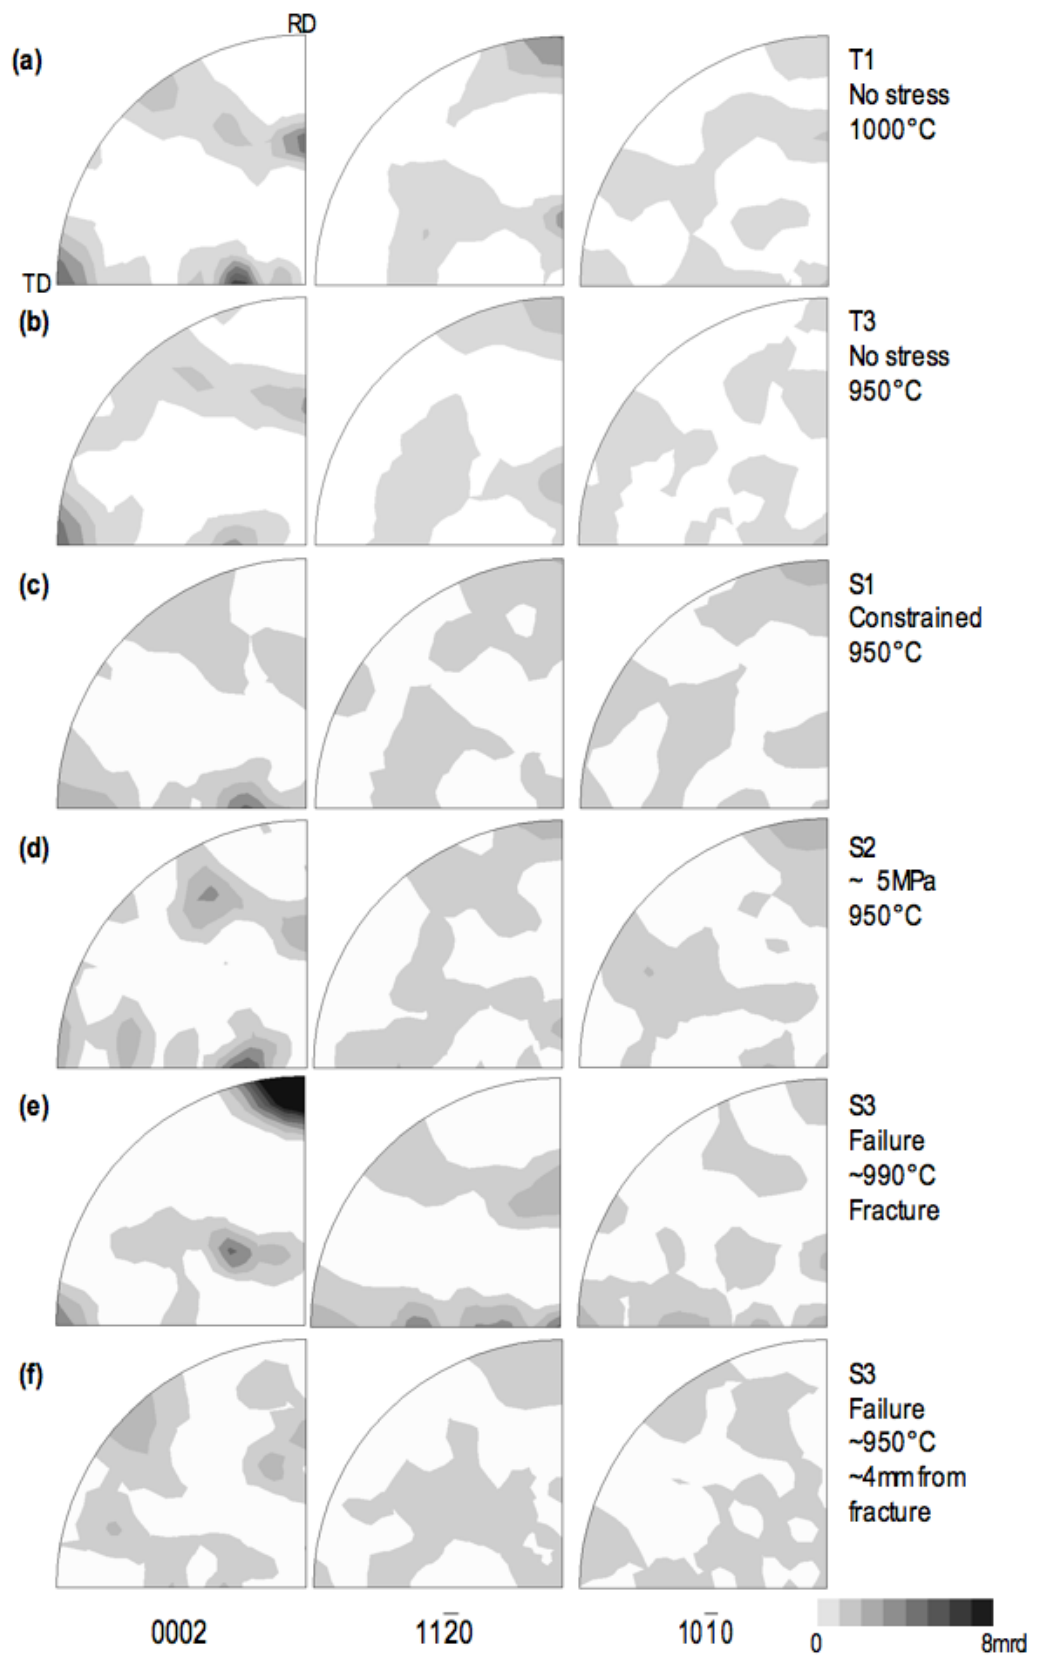 RD
(a)
T1
No stress
1000°C
TD
(b)
T3
No stress
950°C
(c)
S1
Constrained
950°C
(d)
S2
~ 5MPa
950°C
(e)
S3
Failure
~990°C
Fracture
(f)
S3
Failure
~950°C
~4mm from
fracture
0002
112̅0
101̅0
0
8mrd